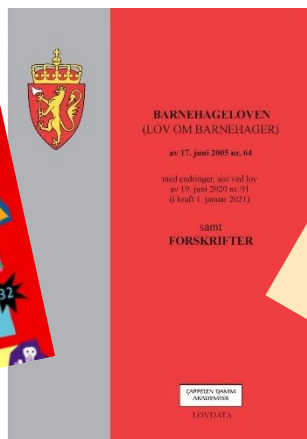 BARNEHAGELOVEN
(LOV OM BARNEHAGER)
av 17. juni 2005 nr. 64
med endringer, sist ved lov
av 19. juni 2020 nr. 91
(i kraft 1. januar 2021)
samt
FORSKRIFTER
32
CAPPELEN DAMM
AKADEMISK
LOVDATA